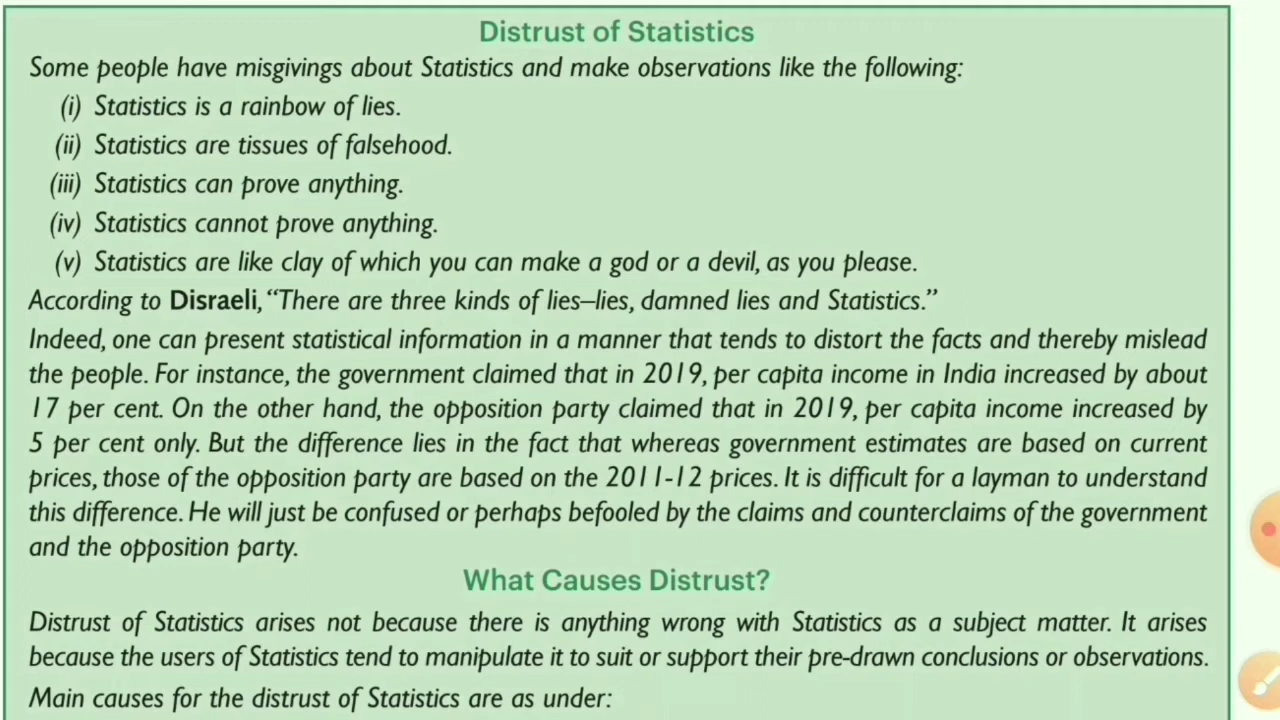 Distrust of Statistics
Some people have misgivings about Statistics and make observations like the following:
(i) Statistics is a rainbow of lies.
(ii) Statistics are tissues of falsehood.
(iii) Statistics can prove anything.
(iv) Statistics cannot prove anything.
(v) Statistics are like clay of which you can make a god or a devil, as you please.
According to Disraeli, “There are three kinds of lies–lies, damned lies and Statistics.”
Indeed, one can present statistical information in a manner that tends to distort the facts and thereby mislead
the people. For instance, the government claimed that in 2019, per capita income in India increased by about
17 per cent. On the other hand, the opposition party claimed that in 2019, per capita income increased by
5 per cent only. But the difference lies in the fact that whereas government estimates are based on current
prices, those of the opposition party are based on the 2011-12 prices. It is difficult for a layman to understand
this difference. He will just be confused or perhaps befooled by the claims and counterclaims of the government
and the opposition party.
What Causes Distrust?
Distrust of Statistics arises not because there is anything wrong with Statistics as a subject matter. It arises
because the users of Statistics tend to manipulate it to suit or support their pre-drawn conclusions or observations.
Main causes for the distrust of Statistics are as under: